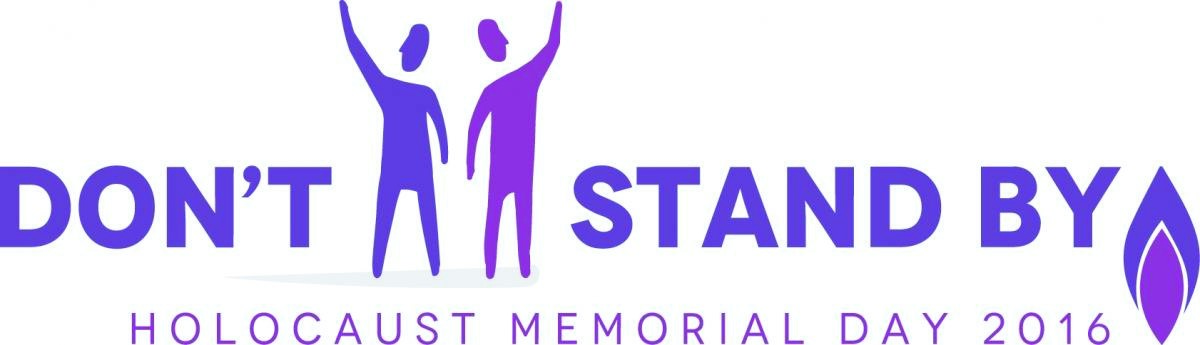 DON'T STAND BY
HOLOCAUST MEMORIAL DAY 2016